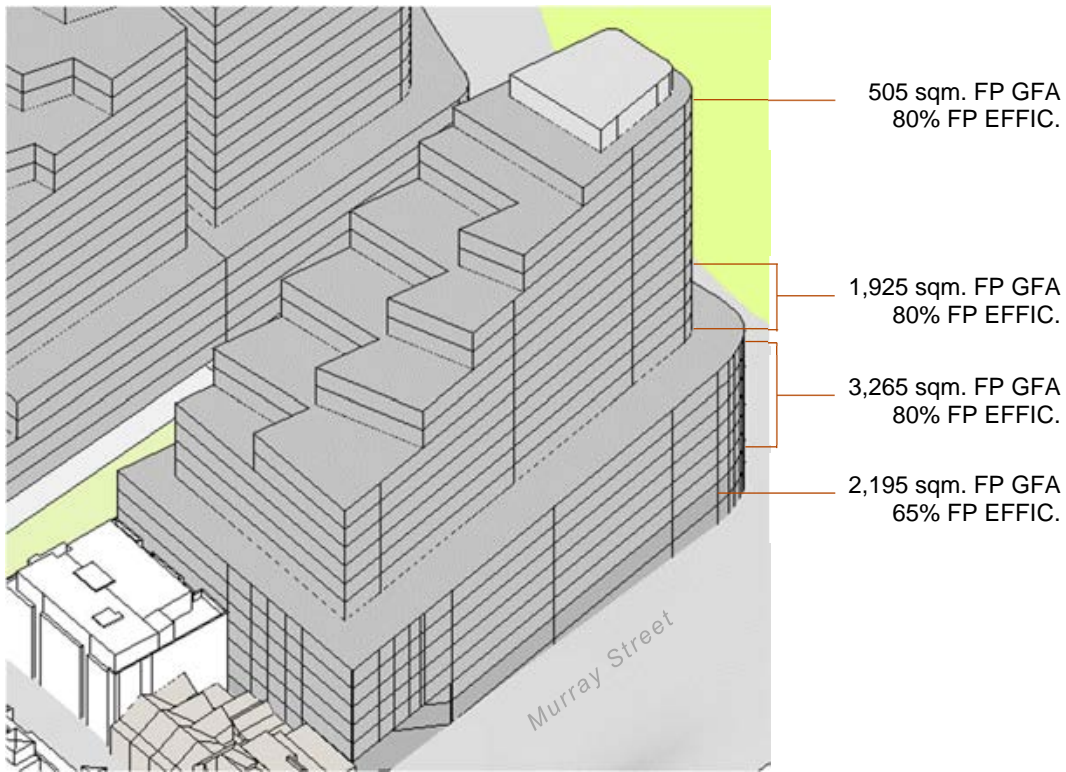 505 sqm. FP GFA
80% FP EFFIC.
1,925 sqm. FP GFA
80% FP EFFIC.
3,265 sqm. FP GFA
80% FP EFFIC.
2,195 sqm. FP GFA
65% FP EFFIC.
Murray Street